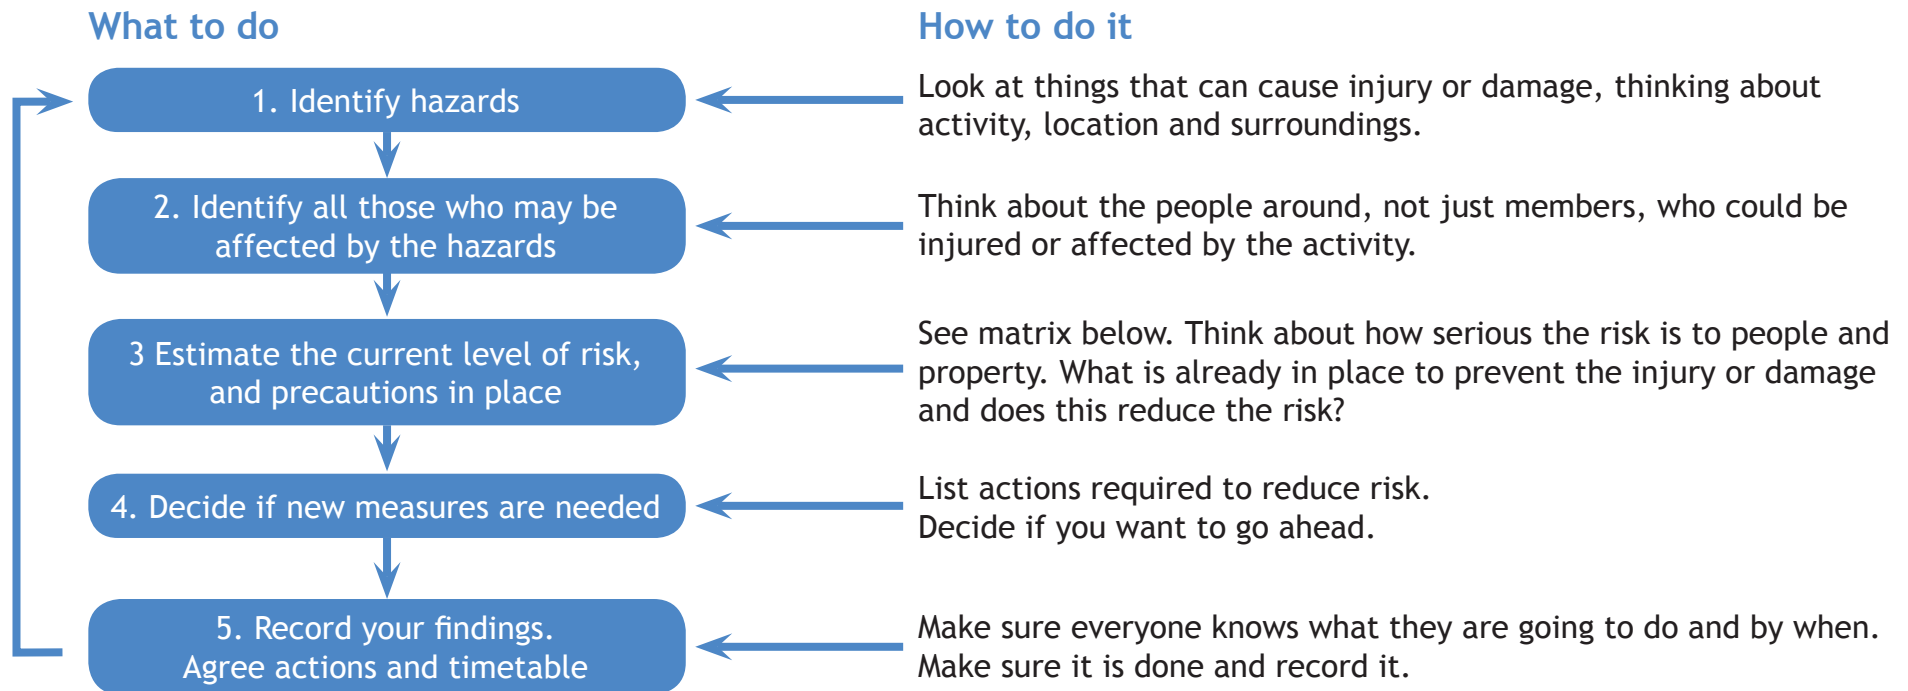 What to do
How to do it
1. Identify hazards
Look at things that can cause injury or damage, thinking about
activity, location and surroundings.
2. Identify all those who may be
affected by the hazards
Think about the people around, not just members, who could be
injured or affected by the activity.
3 Estimate the current level of risk,
and precautions in place
See matrix below. Think about how serious the risk is to people and
property. What is already in place to prevent the injury or damage
and does this reduce the risk?
4. Decide if new measures are needed
List actions required to reduce risk.
Decide if you want to go ahead.
5. Record your findings.
Agree actions and timetable
Make sure everyone knows what they are going to do and by when.
Make sure it is done and record it.